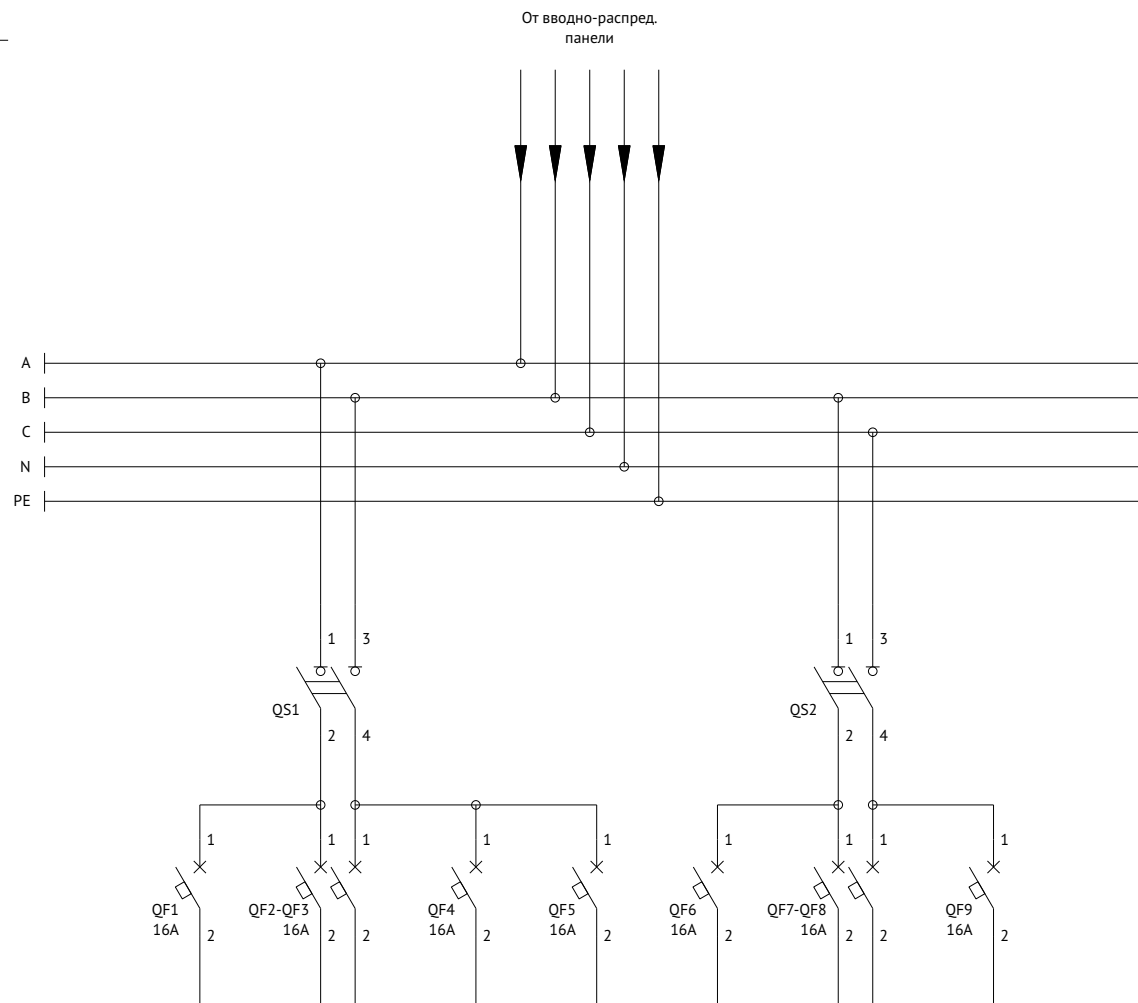 От вводно-распред.
панели
A
B
C
N
PE
1 3 1 3
QS1 QS2
2 4 2 4
1 1 1 1 1 1 1 1 1
QF1 QF2-QF3 QF4 QF5 QF6 QF7-QF8 QF9
16A 16A 16A 16A 16A 16A 16A
2 2 2 2 2 2 2 2 2